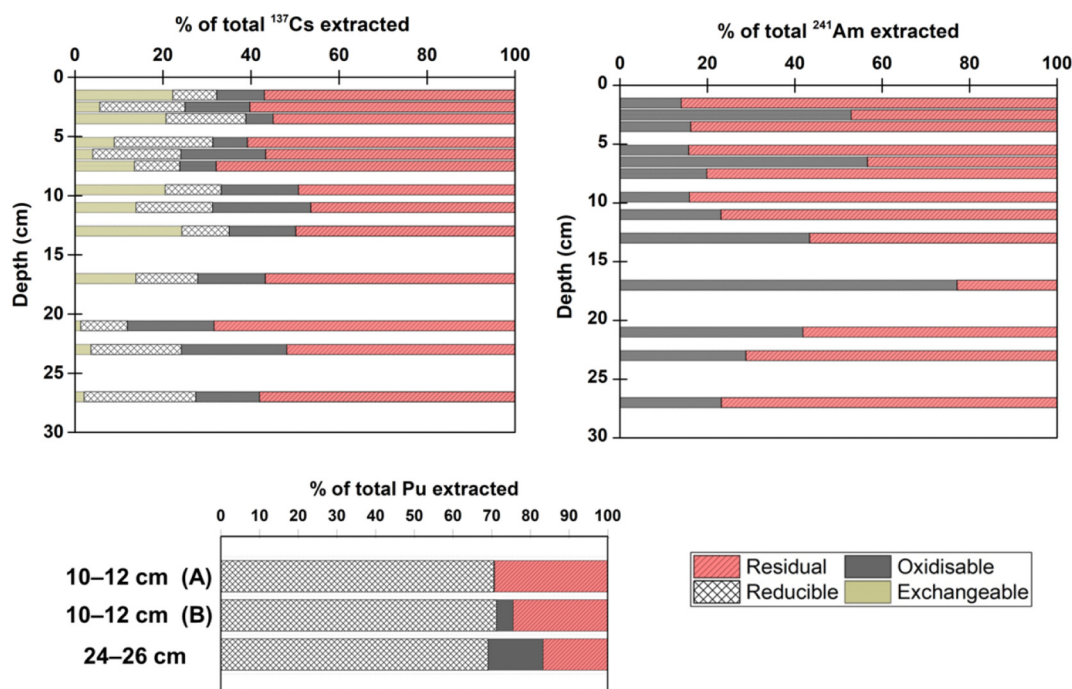 % of total ¹³⁷Cs extracted
0 20 40 60 80 100
0
5
10
15
20
25
30
Depth (cm)
% of total ²⁴¹Am extracted
0 20 40 60 80 100
0
5
10
15
20
25
30
Depth (cm)
% of total Pu extracted
0 10 20 30 40 50 60 70 80 90 100
10–12 cm (A)
10–12 cm (B)
24–26 cm
Residual Oxidisable
Reducible Exchangeable